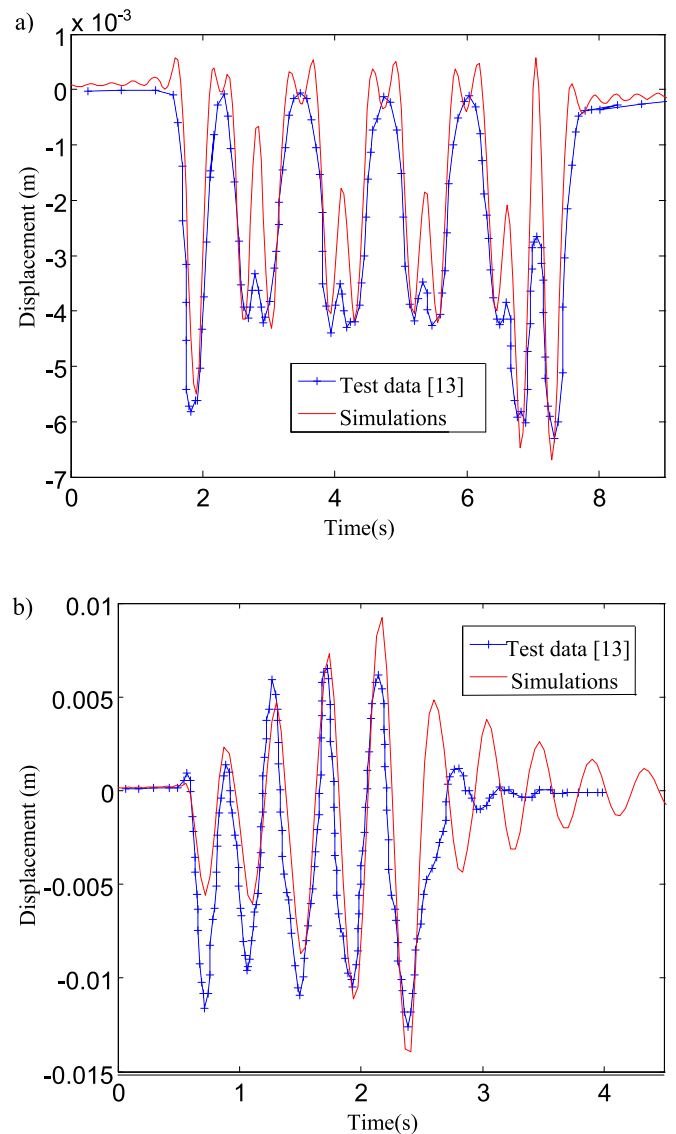 a)
1 x 10-3
0
-1
-2
-3
-4
-5
-6
-7
Displacement (m)
Test data [13]
Simulations
0 2 4 6 8
Time(s)
b)
0.01
0.005
0
-0.005
-0.01
-0.015
Displacement (m)
Test data [13]
Simulations
0 1 2 3 4
Time(s)